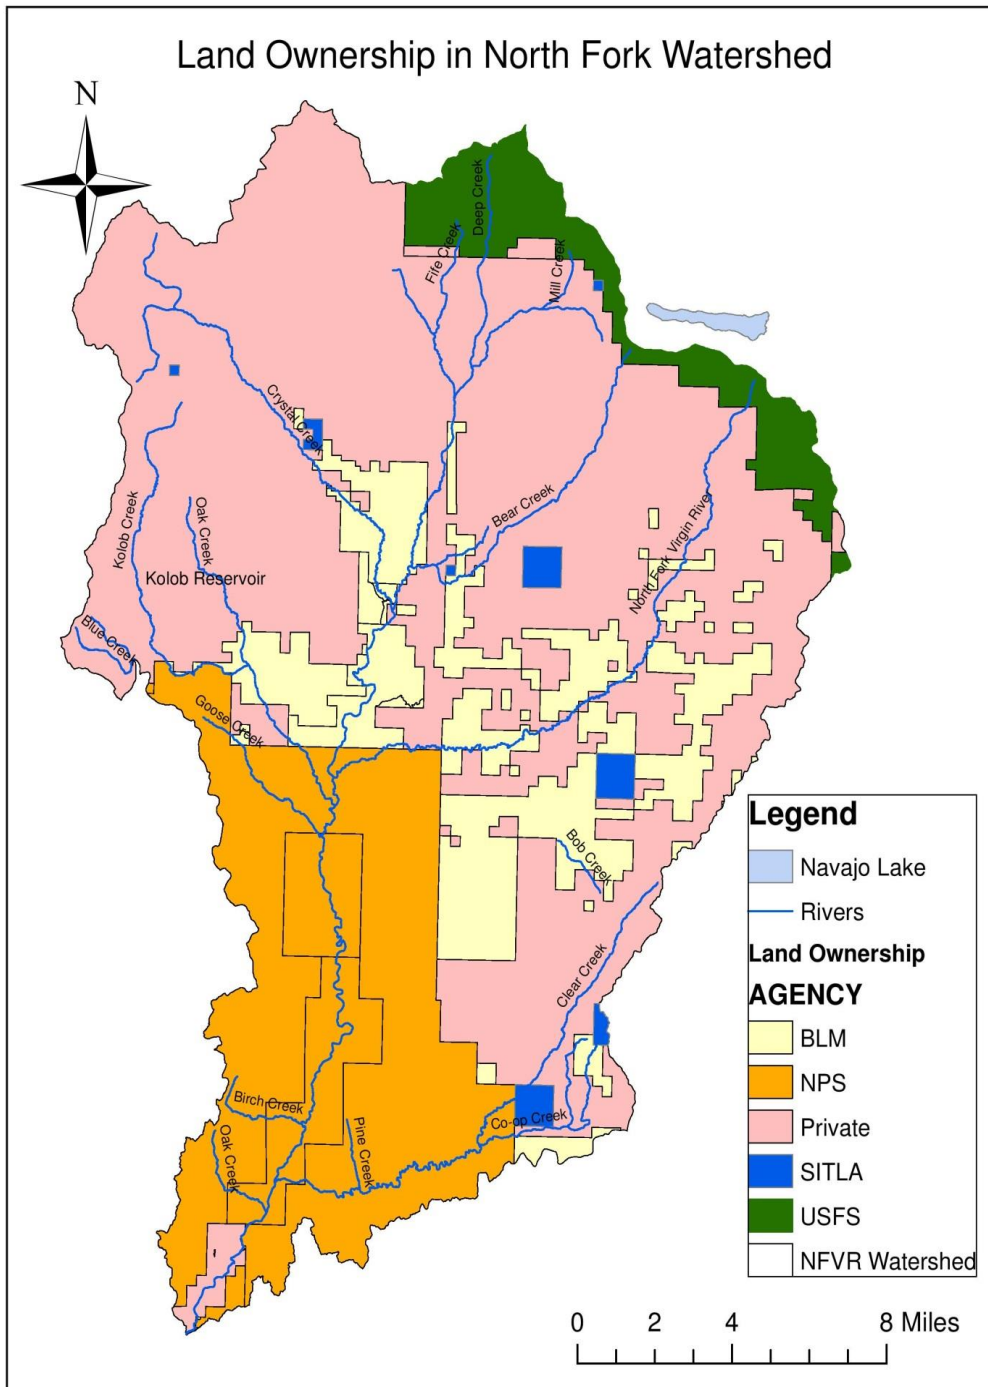 Land Ownership in North Fork Watershed
N
Deep Creek
Fife Creek
Mill Creek
Crystal Creek
Bear Creek
Kolob Creek
Oak Creek
North Fork Virgin River
Kolob Reservoir
Blue Creek
Goose Creek
Bob Creek
Clear Creek
Birch Creek
Co-op Creek
Pine Creek
Oak Creek
Legend
Navajo Lake
Rivers
Land Ownership
AGENCY
BLM
NPS
Private
SITLA
USFS
NFVR Watershed
0 2 4 8 Miles